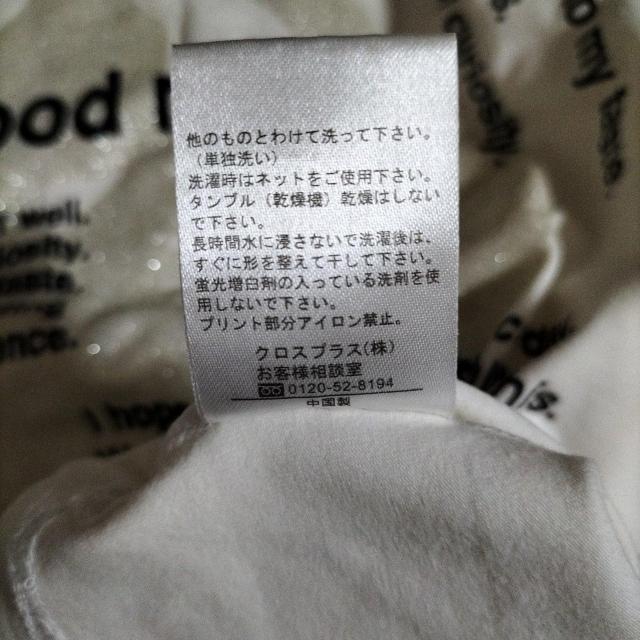 ood
他のものとわけて洗って下さい。
（単独洗い）
洗濯時はネットをご使用下さい。
タンブル（乾燥機）乾燥はしない
で下さい。
長時間水に浸さないで洗濯後は、
すぐに形を整えて干して下さい。
蛍光増白剤の入っている洗剤を使
用しないで下さい。
プリント部分アイロン禁止。
クロスプラス(株)
お客様相談室
0120-52-8194
中国製
well.
I hope
curiosity.
to my taste.